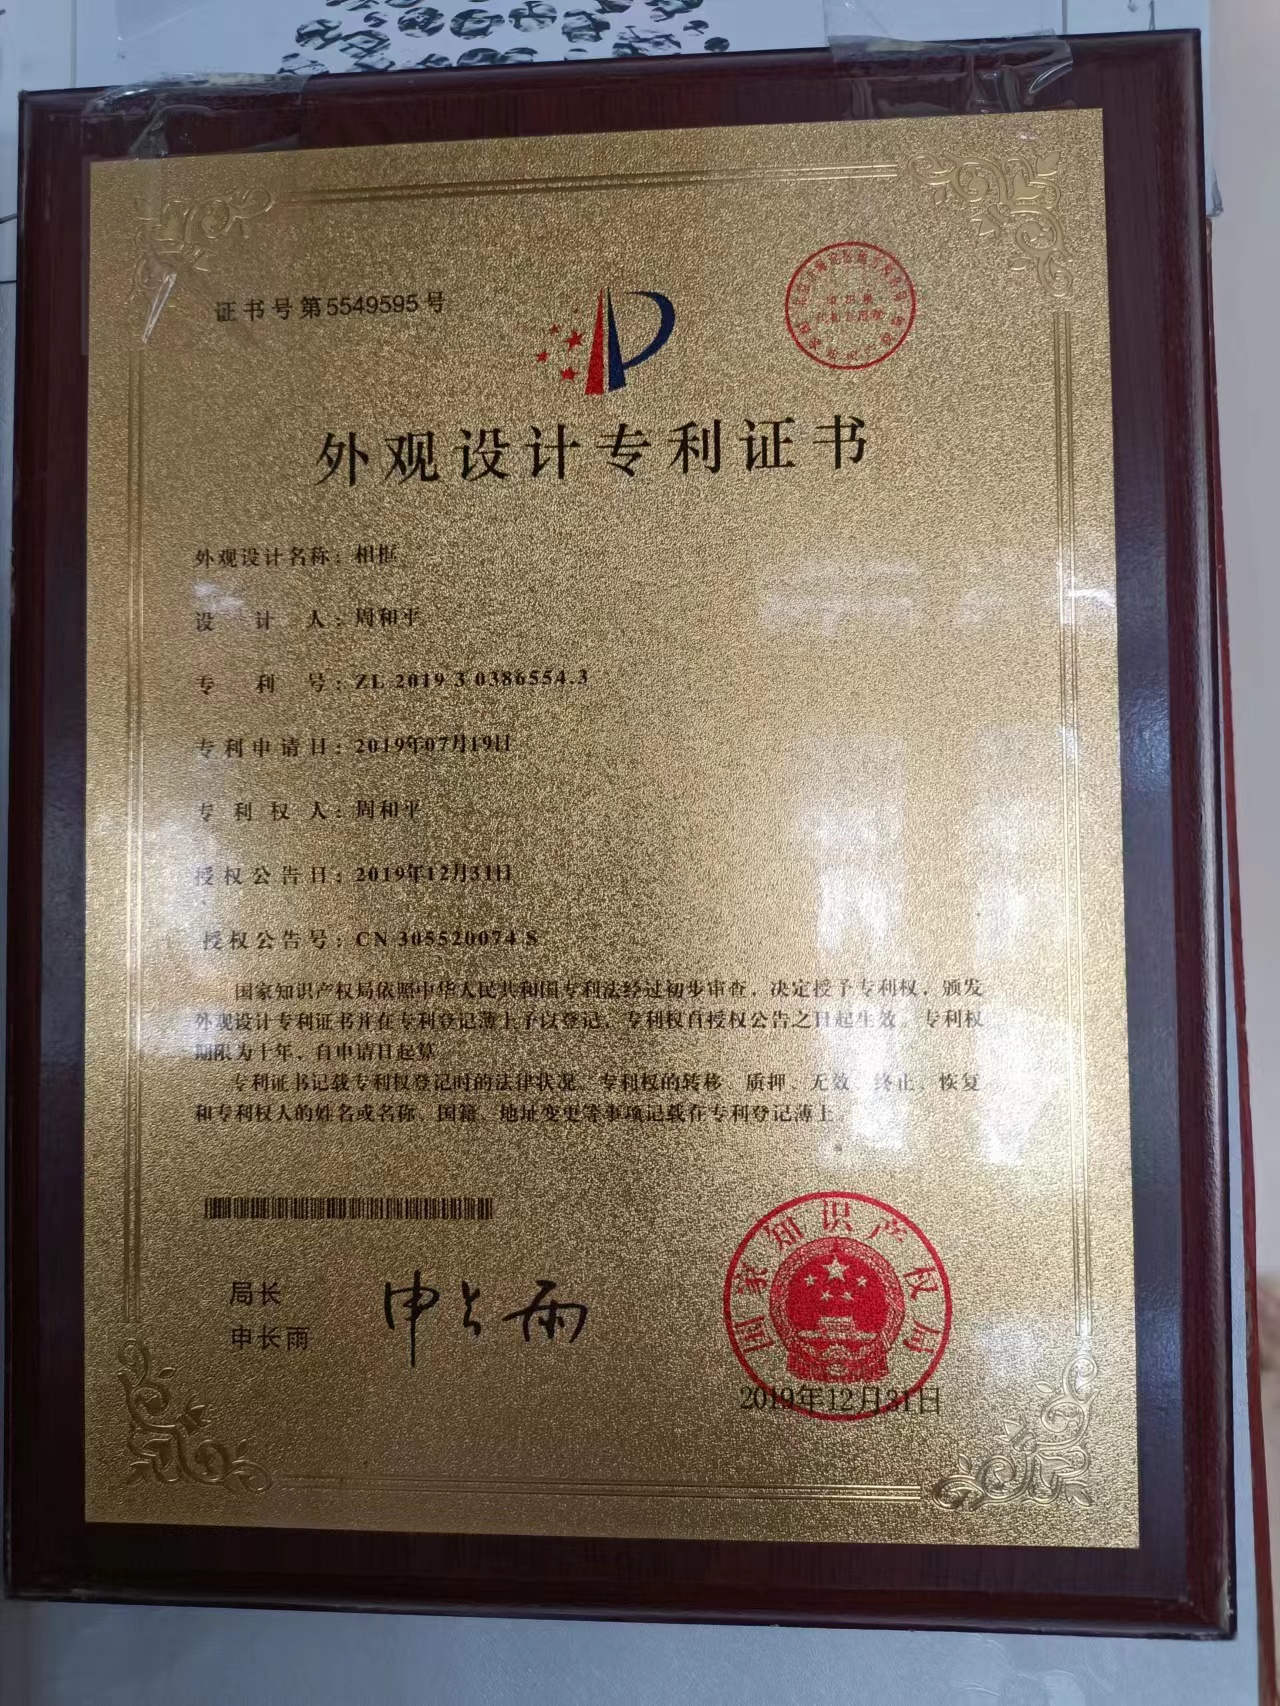 证书号第5549595号
外观设计专利证书
外观设计名称：相框
设计人：周和平
专利号：ZL 2019 3 0386554.3
专利申请日：2019年07月19日
专利权人：周和平
授权公告日：2019年12月31日
授权公告号：CN 305520074 S
国家知识产权局依照中华人民共和国专利法经过初步审查，决定授予专利权，颁发
外观设计专利证书并在专利登记薄上予以登记，专利权自授权公告之日起生效。专利权
期限为十年，自申请日起算
专利证书记载专利权登记时的法律状况。专利权的转移、质押、无效、终止、恢复
和专利权人的姓名或名称、国籍、地址变更等事项记载在专利登记薄上。
局长
申长雨
申长雨
国家知识产权局
2019年12月31日